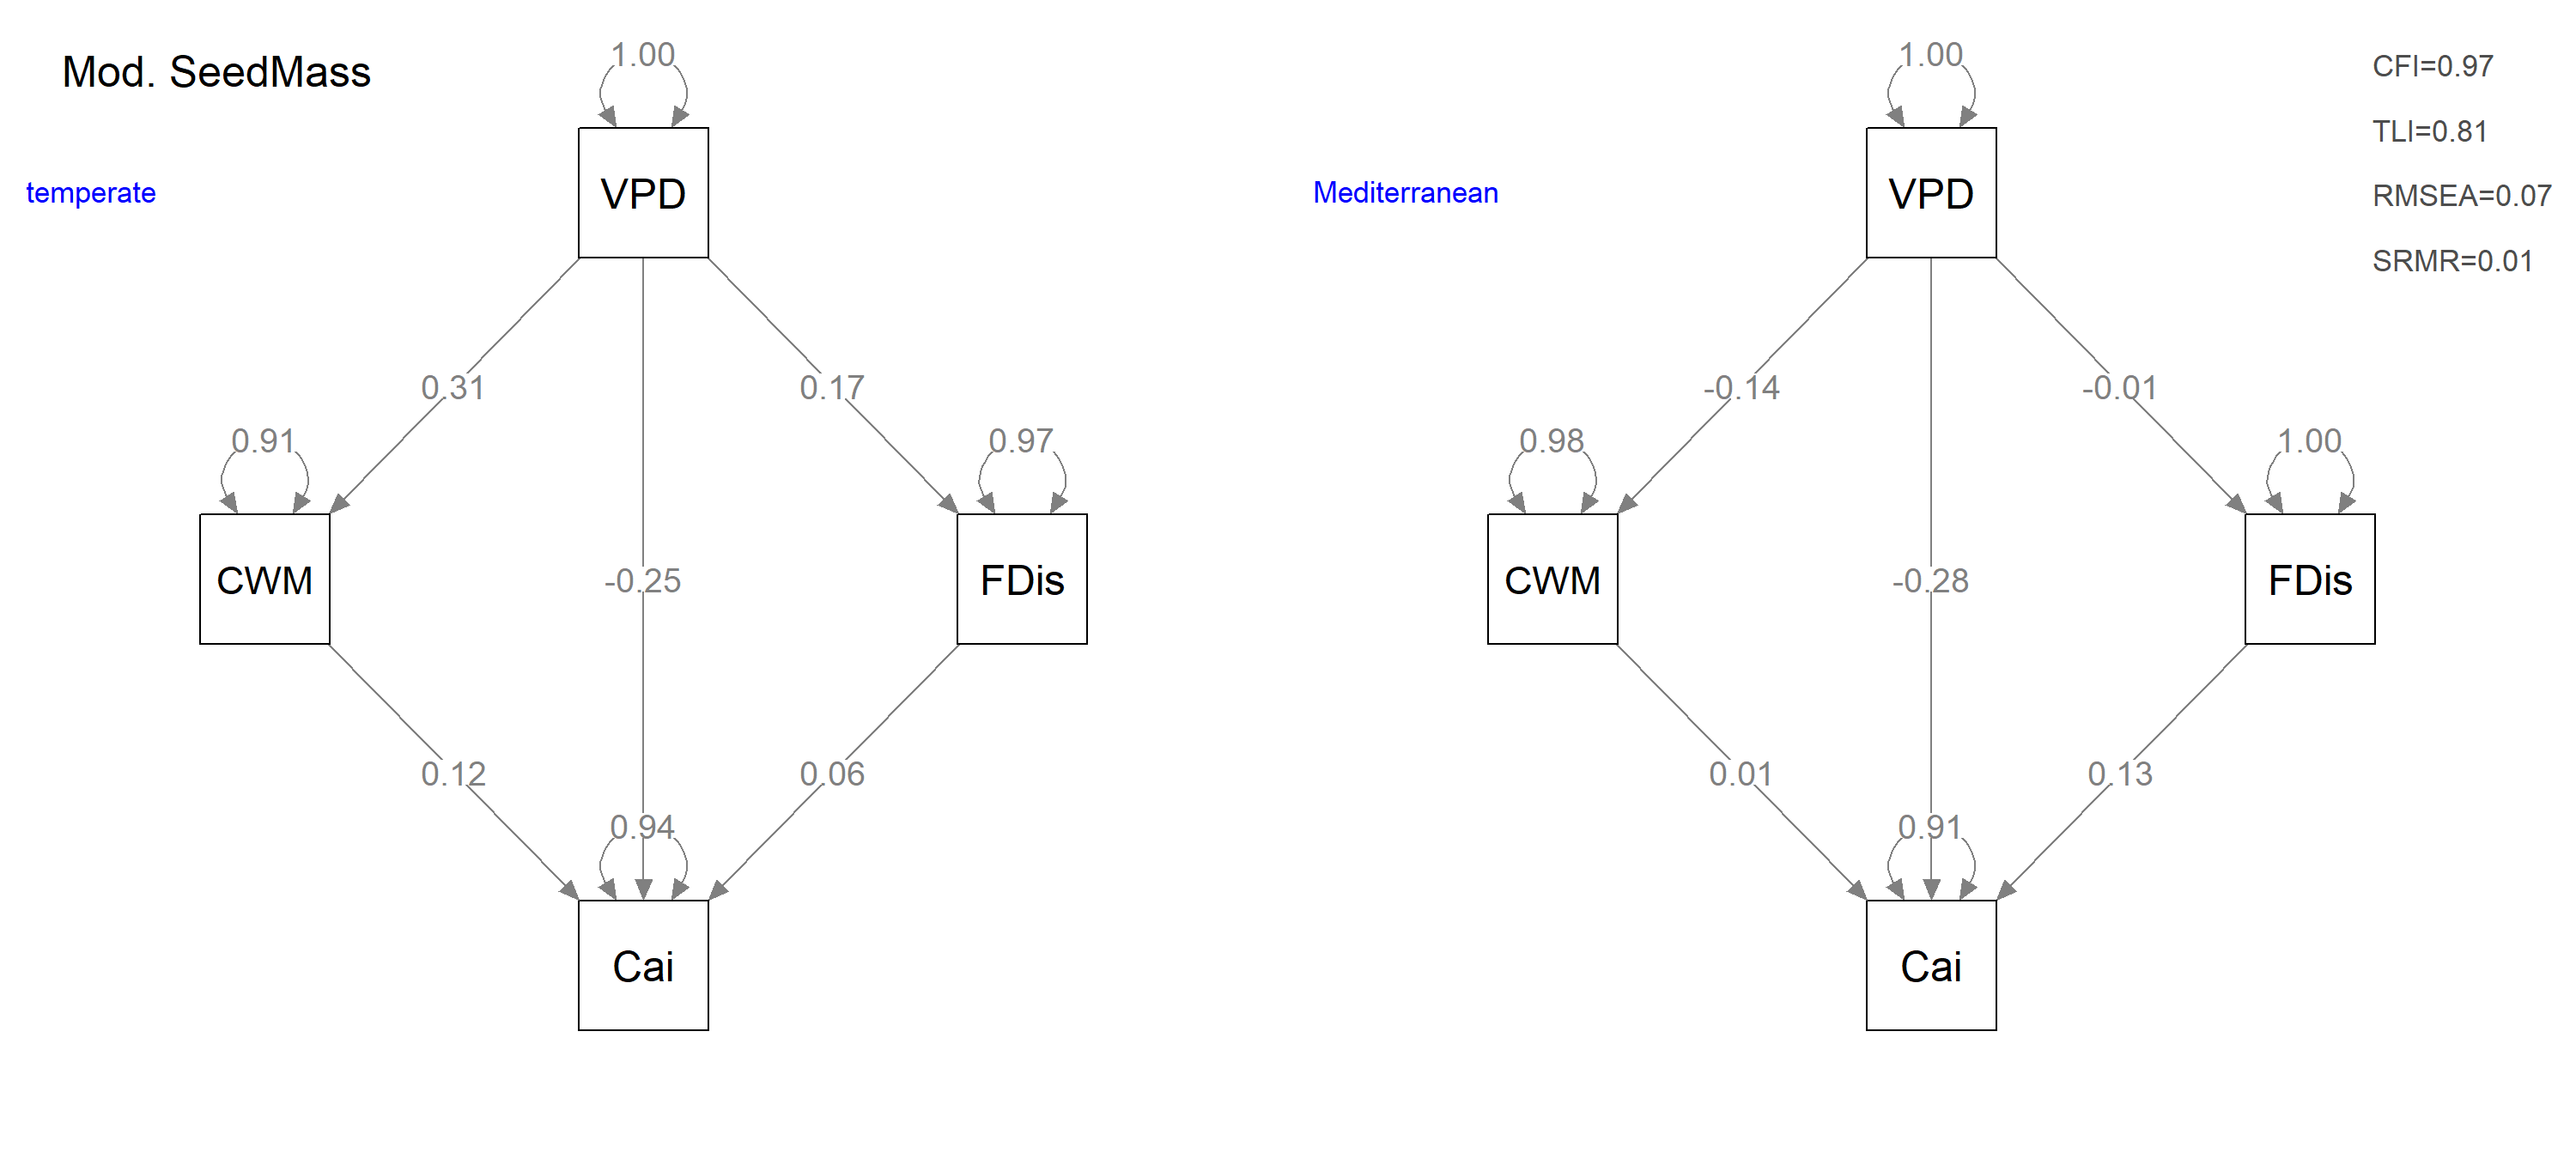 Mod. SeedMass
temperate
1.00
VPD
0.31
0.17
0.91
0.97
CWM
-0.25
FDis
0.12
0.06
0.94
Cai
Mediterranean
1.00
VPD
-0.14
-0.01
0.98
1.00
CWM
-0.28
FDis
0.01
0.13
0.91
Cai
CFI=0.97
TLI=0.81
RMSEA=0.07
SRMR=0.01